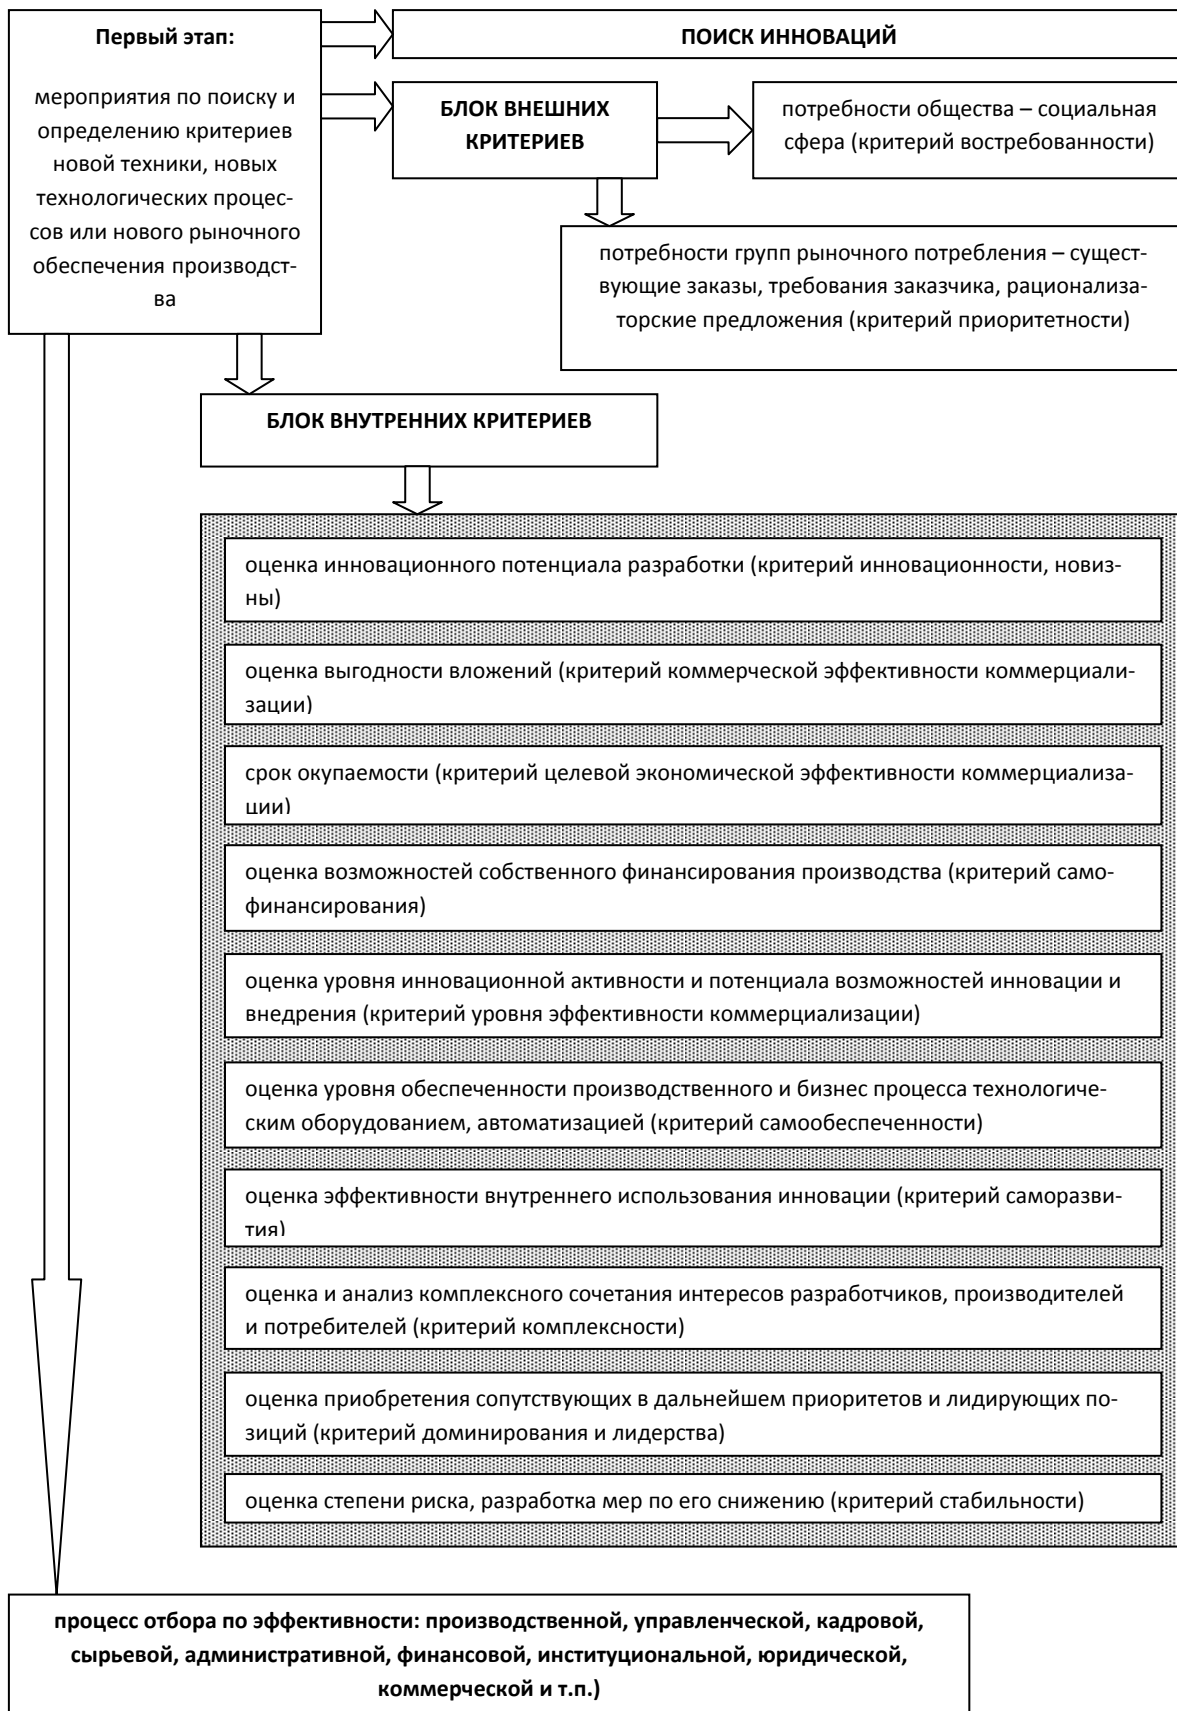 Первый этап:
мероприятия по поиску и
определению критериев
новой техники, новых
технологических процес-
сов или нового рыночного
обеспечения производст-
ва
ПОИСК ИННОВАЦИЙ
БЛОК ВНЕШНИХ
КРИТЕРИЕВ
потребности общества – социальная
сфера (критерий востребованности)
потребности групп рыночного потребления – сущест-
вующие заказы, требования заказчика, рационализа-
торские предложения (критерий приоритетности)
БЛОК ВНУТРЕННИХ КРИТЕРИЕВ
оценка инновационного потенциала разработки (критерий инновационности, новиз-
ны)
оценка выгодности вложений (критерий коммерческой эффективности коммерциали-
зации)
срок окупаемости (критерий целевой экономической эффективности коммерциализа-
ции)
оценка возможностей собственного финансирования производства (критерий само-
финансирования)
оценка уровня инновационной активности и потенциала возможностей инновации и
внедрения (критерий уровня эффективности коммерциализации)
оценка уровня обеспеченности производственного и бизнес процесса технологиче-
ским оборудованием, автоматизацией (критерий самообеспеченности)
оценка эффективности внутреннего использования инновации (критерий саморазви-
тия)
оценка и анализ комплексного сочетания интересов разработчиков, производителей
и потребителей (критерий комплексности)
оценка приобретения сопутствующих в дальнейшем приоритетов и лидирующих по-
зиций (критерий доминирования и лидерства)
оценка степени риска, разработка мер по его снижению (критерий стабильности)
процесс отбора по эффективности: производственной, управленческой, кадровой,
сырьевой, административной, финансовой, институциональной, юридической,
коммерческой и т.п.)